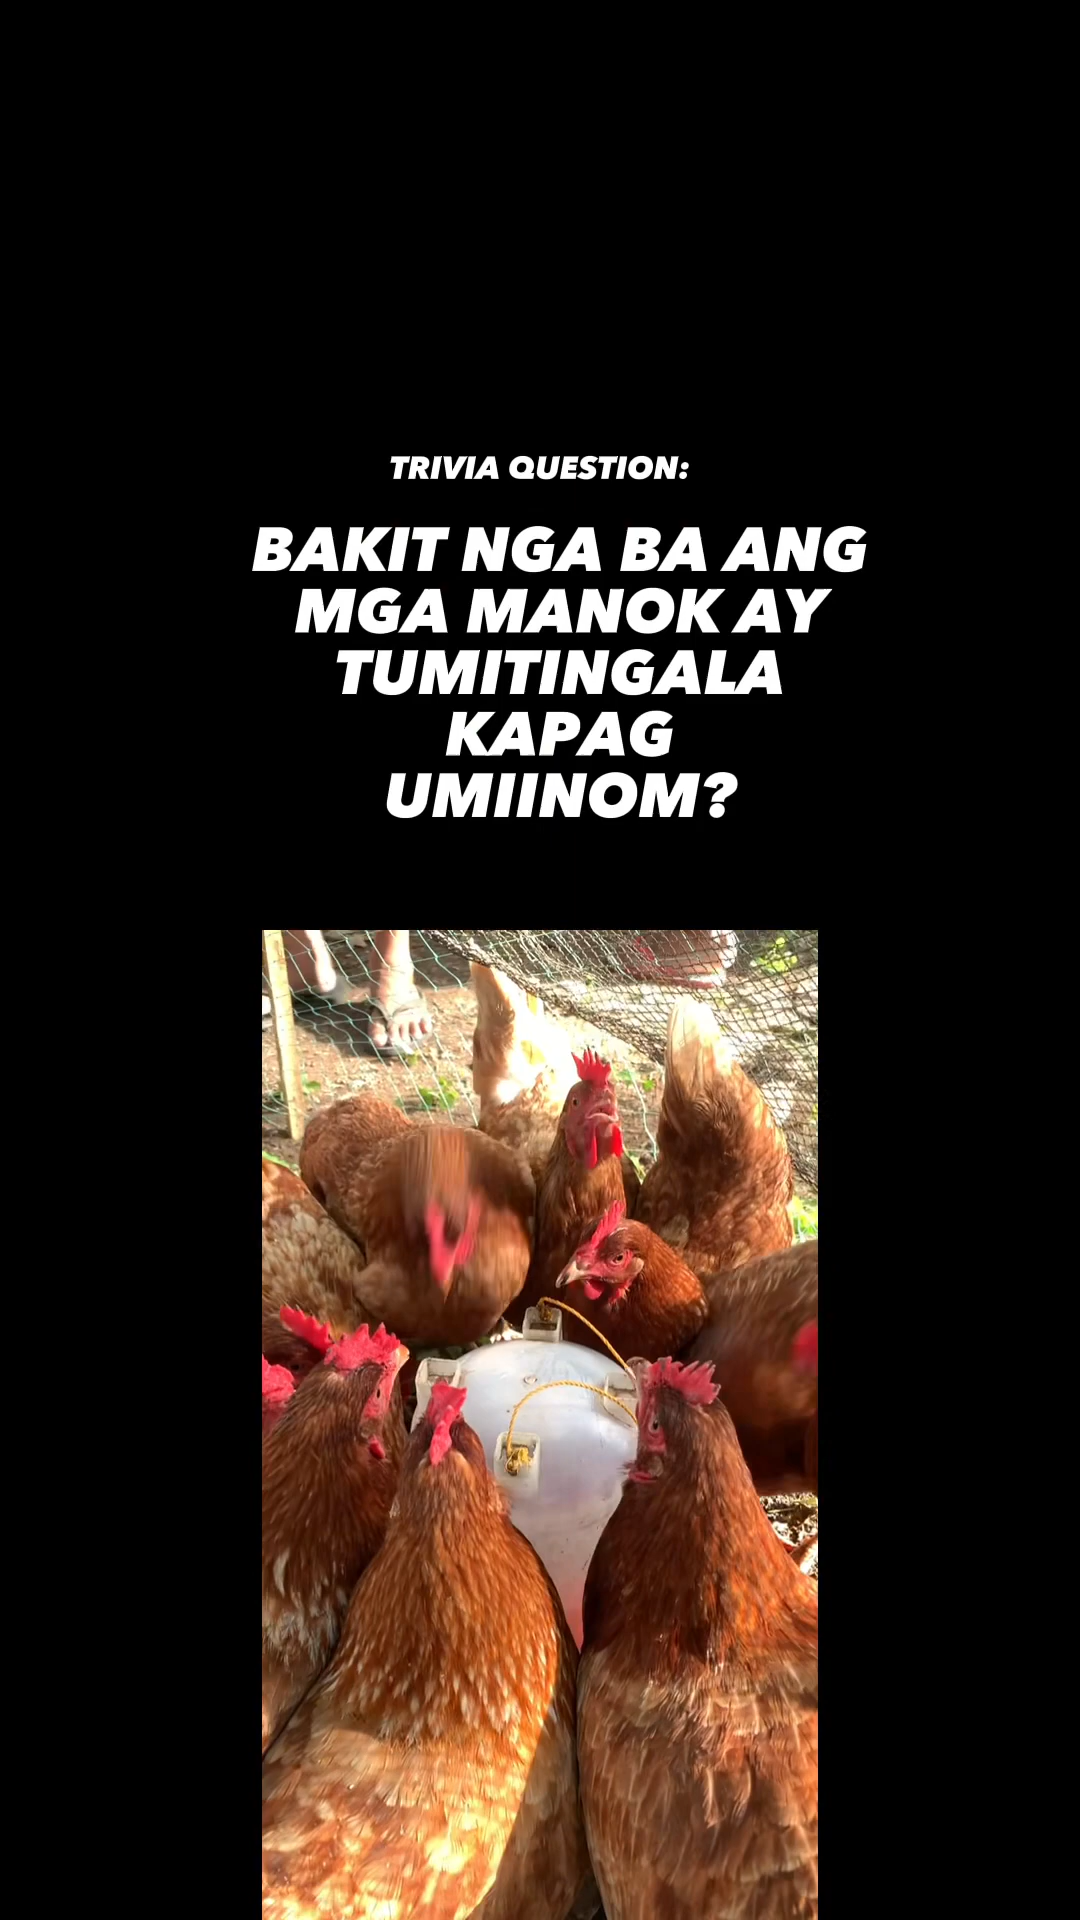 TRIVIA QUESTION:
BAKIT NGA BA ANG
MGA MANOK AY
TUMITINGALA
KAPAG
UMIINOM?